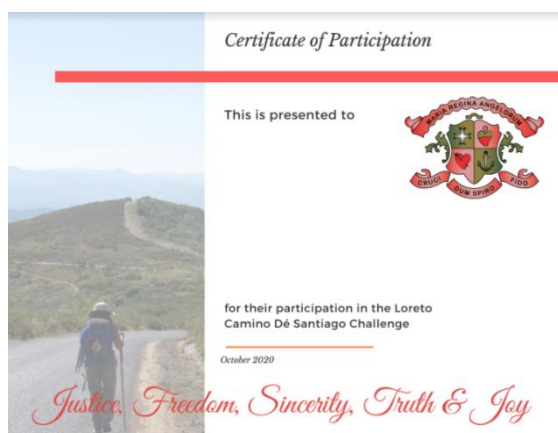 Certificate of Participation
This is presented to
MARIA REGINA ANGELORUM
CRUCI DUM SPIRO FIDO
for their participation in the Loreto
Camino Dé Santiago Challenge
October 2020
Justice, Freedom, Sincerity, Truth & Joy